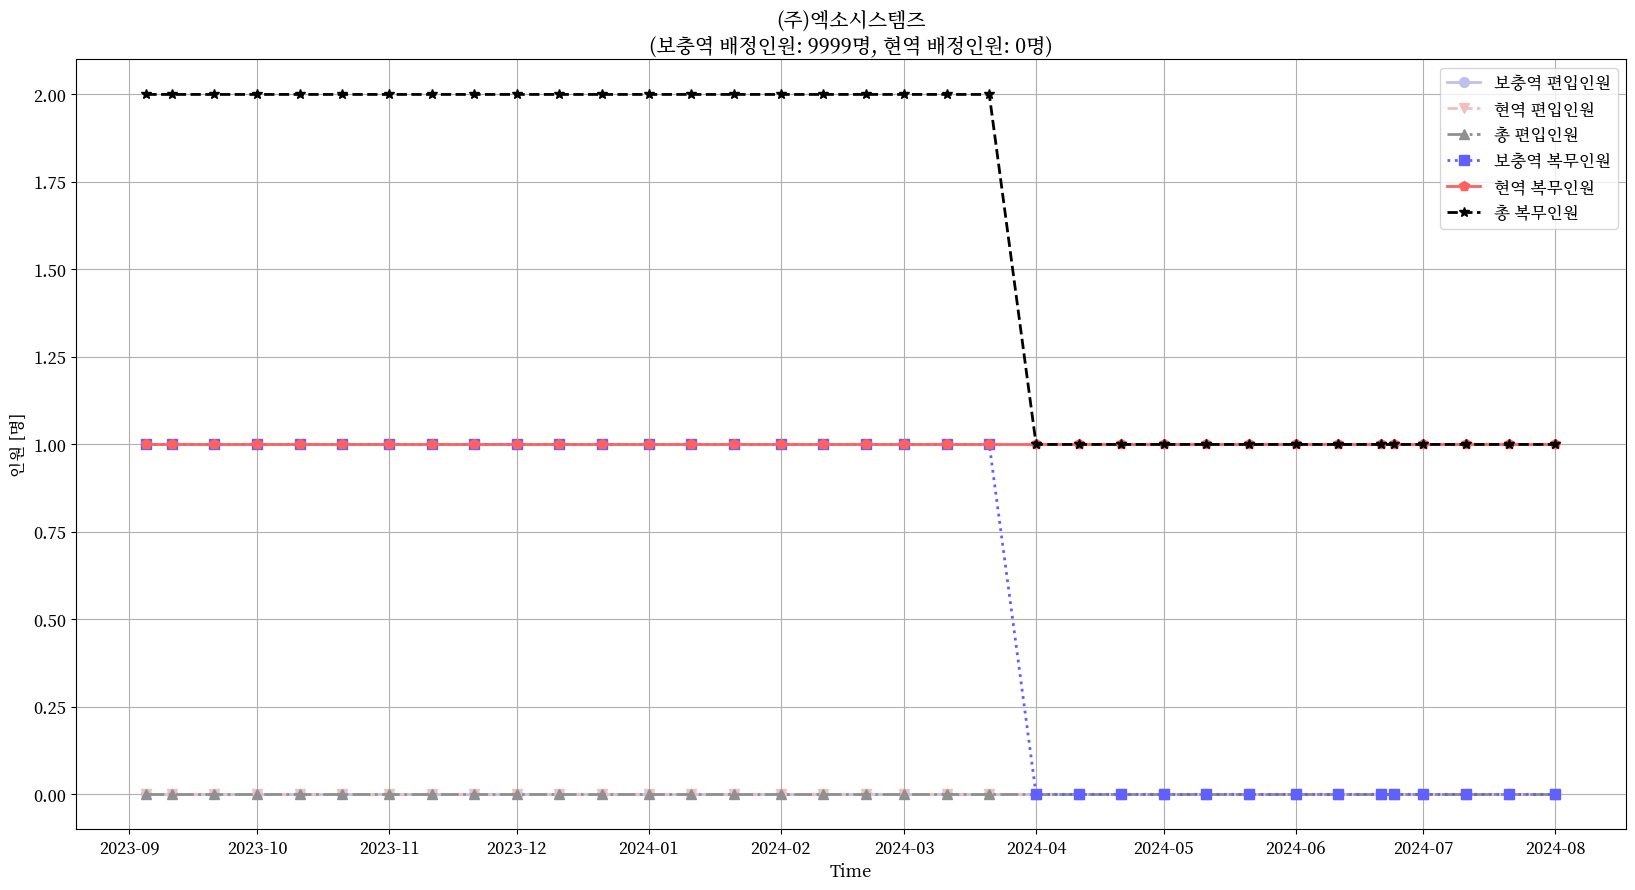 (주)엑소시스템즈
(보충역 배정인원: 9999명, 현역 배정인원: 0명)
보충역 편입인원
현역 편입인원
총 편입인원
보충역 복무인원
현역 복무인원
총 복무인원
인원 [명]
2.00
1.75
1.50
1.25
1.00
0.75
0.50
0.25
0.00
2023-09 2023-10 2023-11 2023-12 2024-01 2024-02 2024-03 2024-04 2024-05 2024-06 2024-07 2024-08
Time